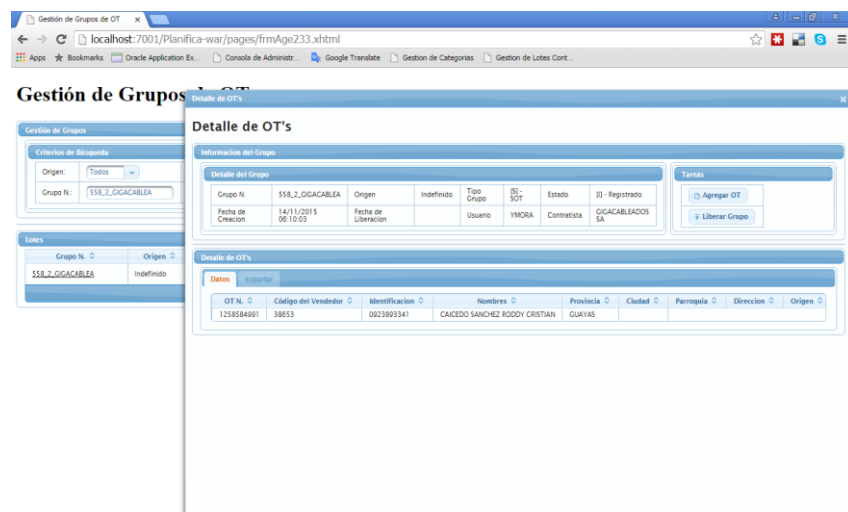 Gestión de Grupos de OT
localhost:7001/Planifica-war/pages/frmAge233.xhtml
Apps Bookmarks Oracle Application Ex... Consola de Administr... Google Translate Gestion de Categorias Gestion de Lotes Cont...
Gestión de Grupos de OT
Gestión de Grupos
Criterios de Búsqueda
Origen: Todos
Grupo N.: 558_2_GIGACABLEA
Lotes
Grupo N. Origen
558_2_GIGACABLEA Indefinido
Detalle de OT's
Detalle de OT's
Informacion del Grupo
Detalle del Grupo
Grupo N. 558_2_GIGACABLEA Origen Indefinido Tipo Grupo [S] - SOT Estado [I] - Registrado
Fecha de Creacion 14/11/2015 06:10:03 Fecha de Liberacion Usuario YMORA Contratista GIGACABLEADOS SA
Tareas
Agregar OT
Liberar Grupo
Detalle de OT's
Datos exportar
OT N. Código del Vendedor Identificacion Nombres Provincia Ciudad Parroquia Direccion Origen
1258584991 38653 0923893341 CAICEDO SANCHEZ RODDY CRISTIAN GUAYAS